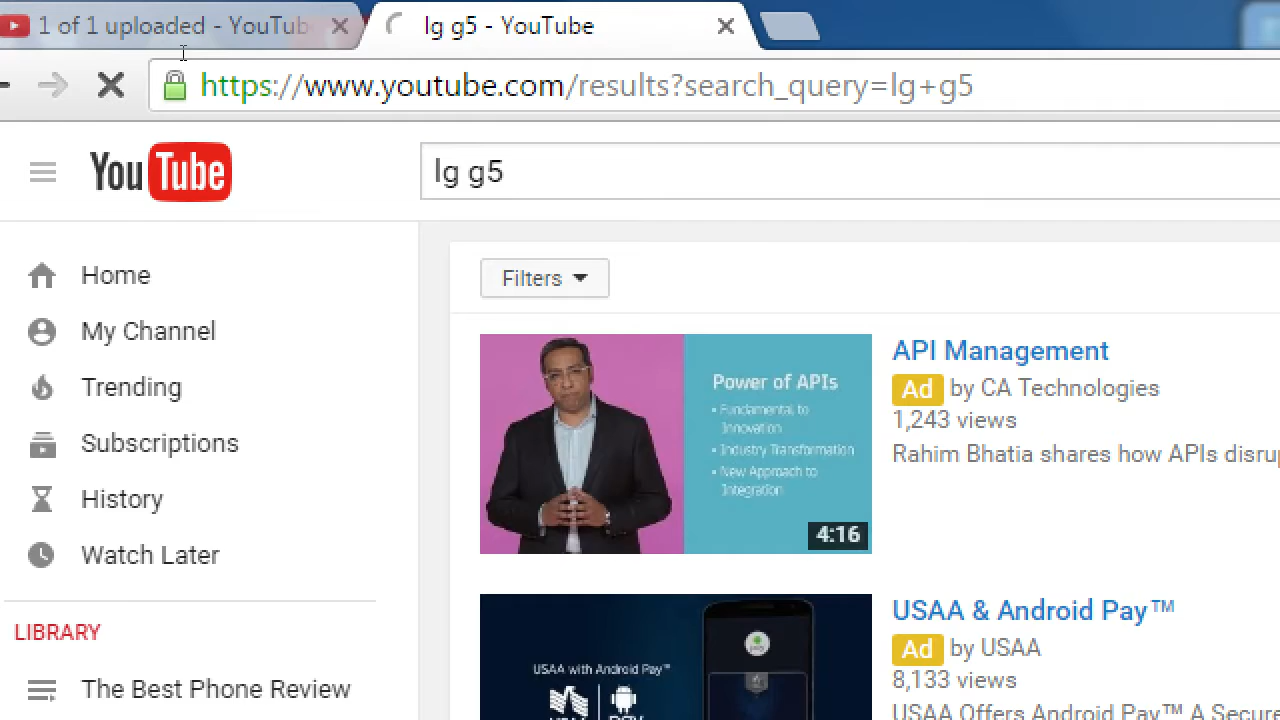 1 of 1 uploaded - YouTub
lg g5 - YouTube
https://www.youtube.com/results?search_query=lg+g5
YouTube
lg g5
Home
My Channel
Trending
Subscriptions
History
Watch Later
LIBRARY
The Best Phone Review
Filters
Power of APIs
• Fundamental to
Innovation
• Industry Transformation
• New Approach to
Integration
4:16
API Management
Ad by CA Technologies
1,243 views
Rahim Bhatia shares how APIs disrup
USAA with Android Pay™
USAA & Android Pay™
Ad by USAA
8,133 views
USAA Offers Android Pay™ A Secure